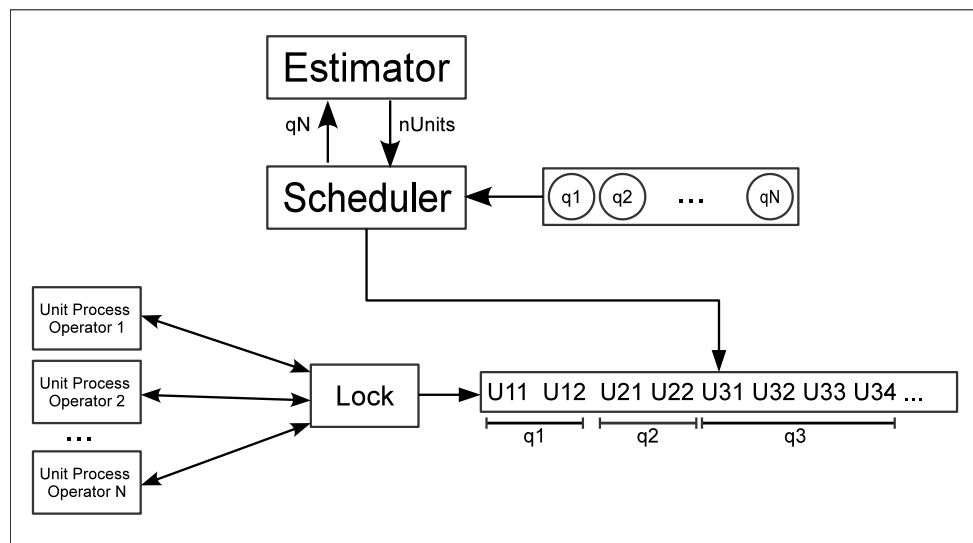 Estimator
qN
nUnits
Scheduler
q1 q2 ... qN
Unit Process
Operator 1
Unit Process
Operator 2
...
Unit Process
Operator N
Lock
U11 U12 U21 U22 U31 U32 U33 U34 ...
q1 q2 q3